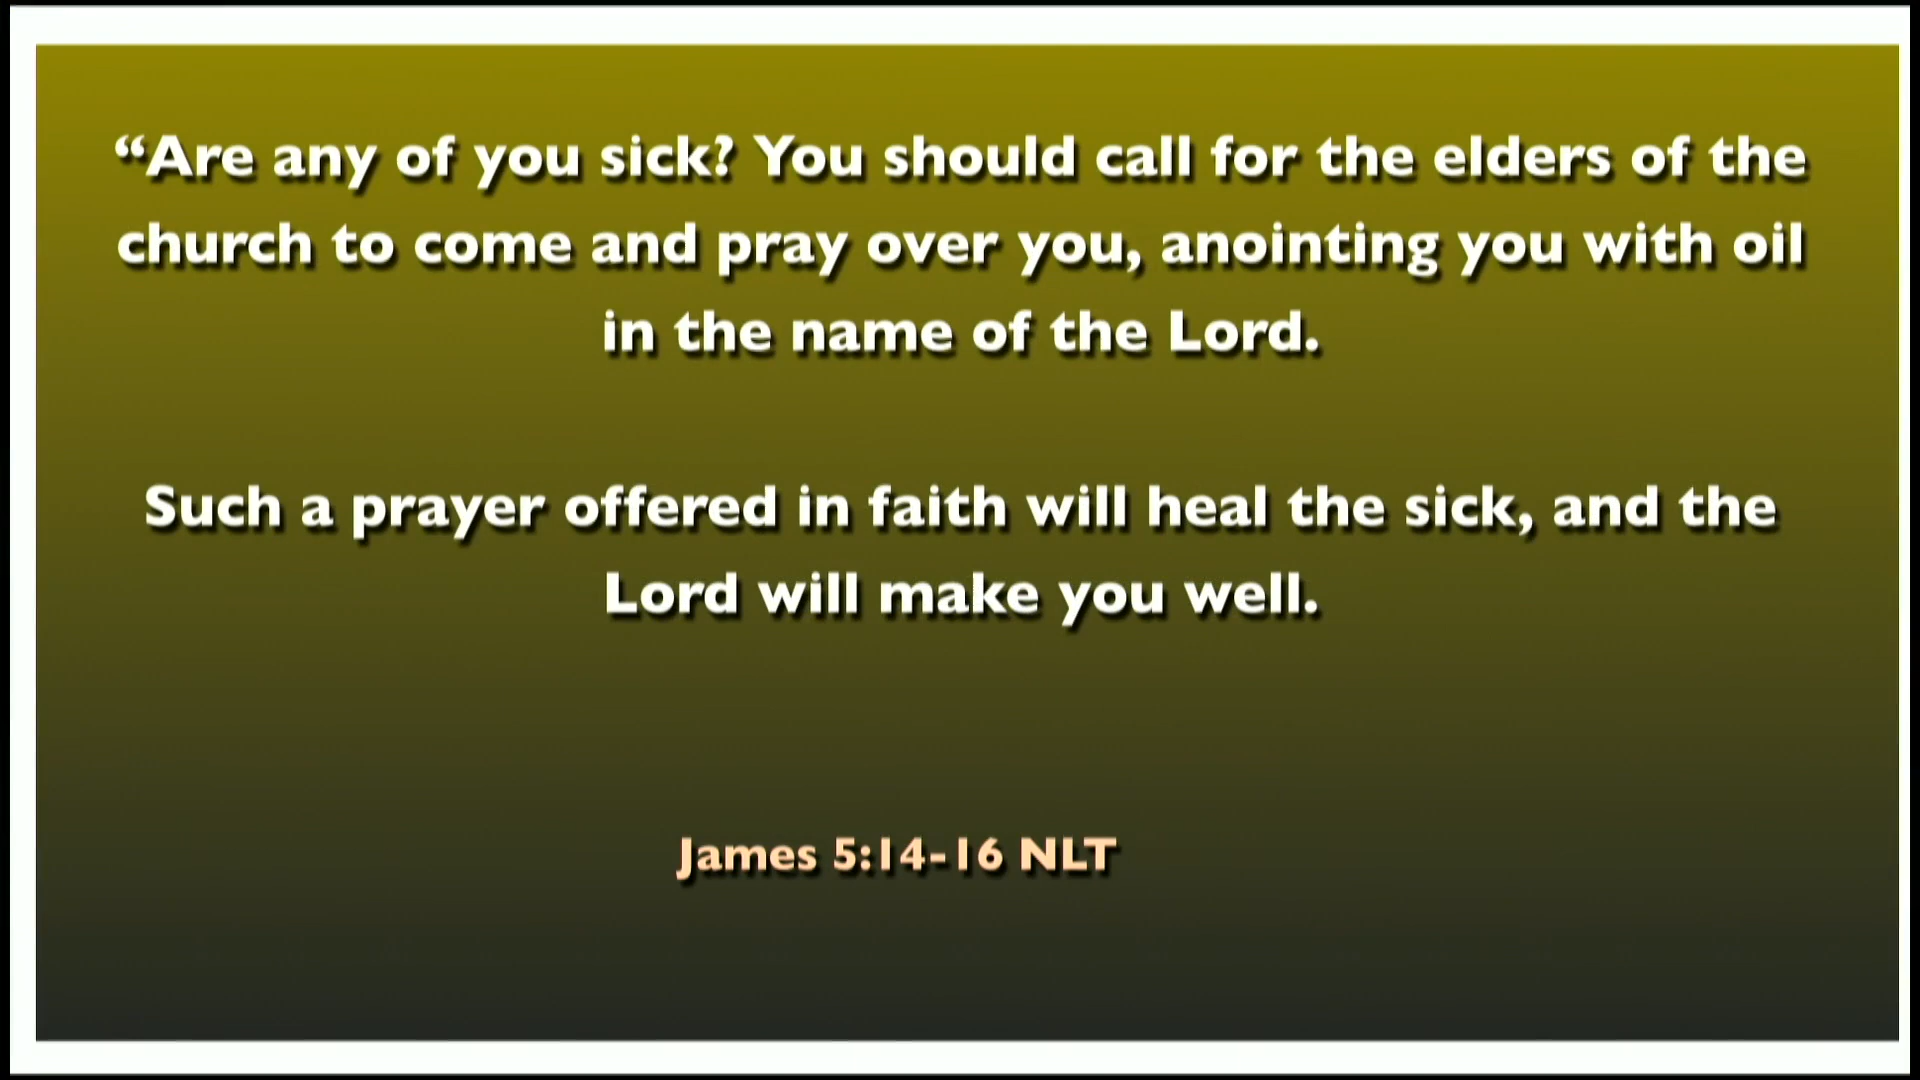 “Are any of you sick? You should call for the elders of the
church to come and pray over you, anointing you with oil
in the name of the Lord.
Such a prayer offered in faith will heal the sick, and the
Lord will make you well.
James 5:14-16 NLT